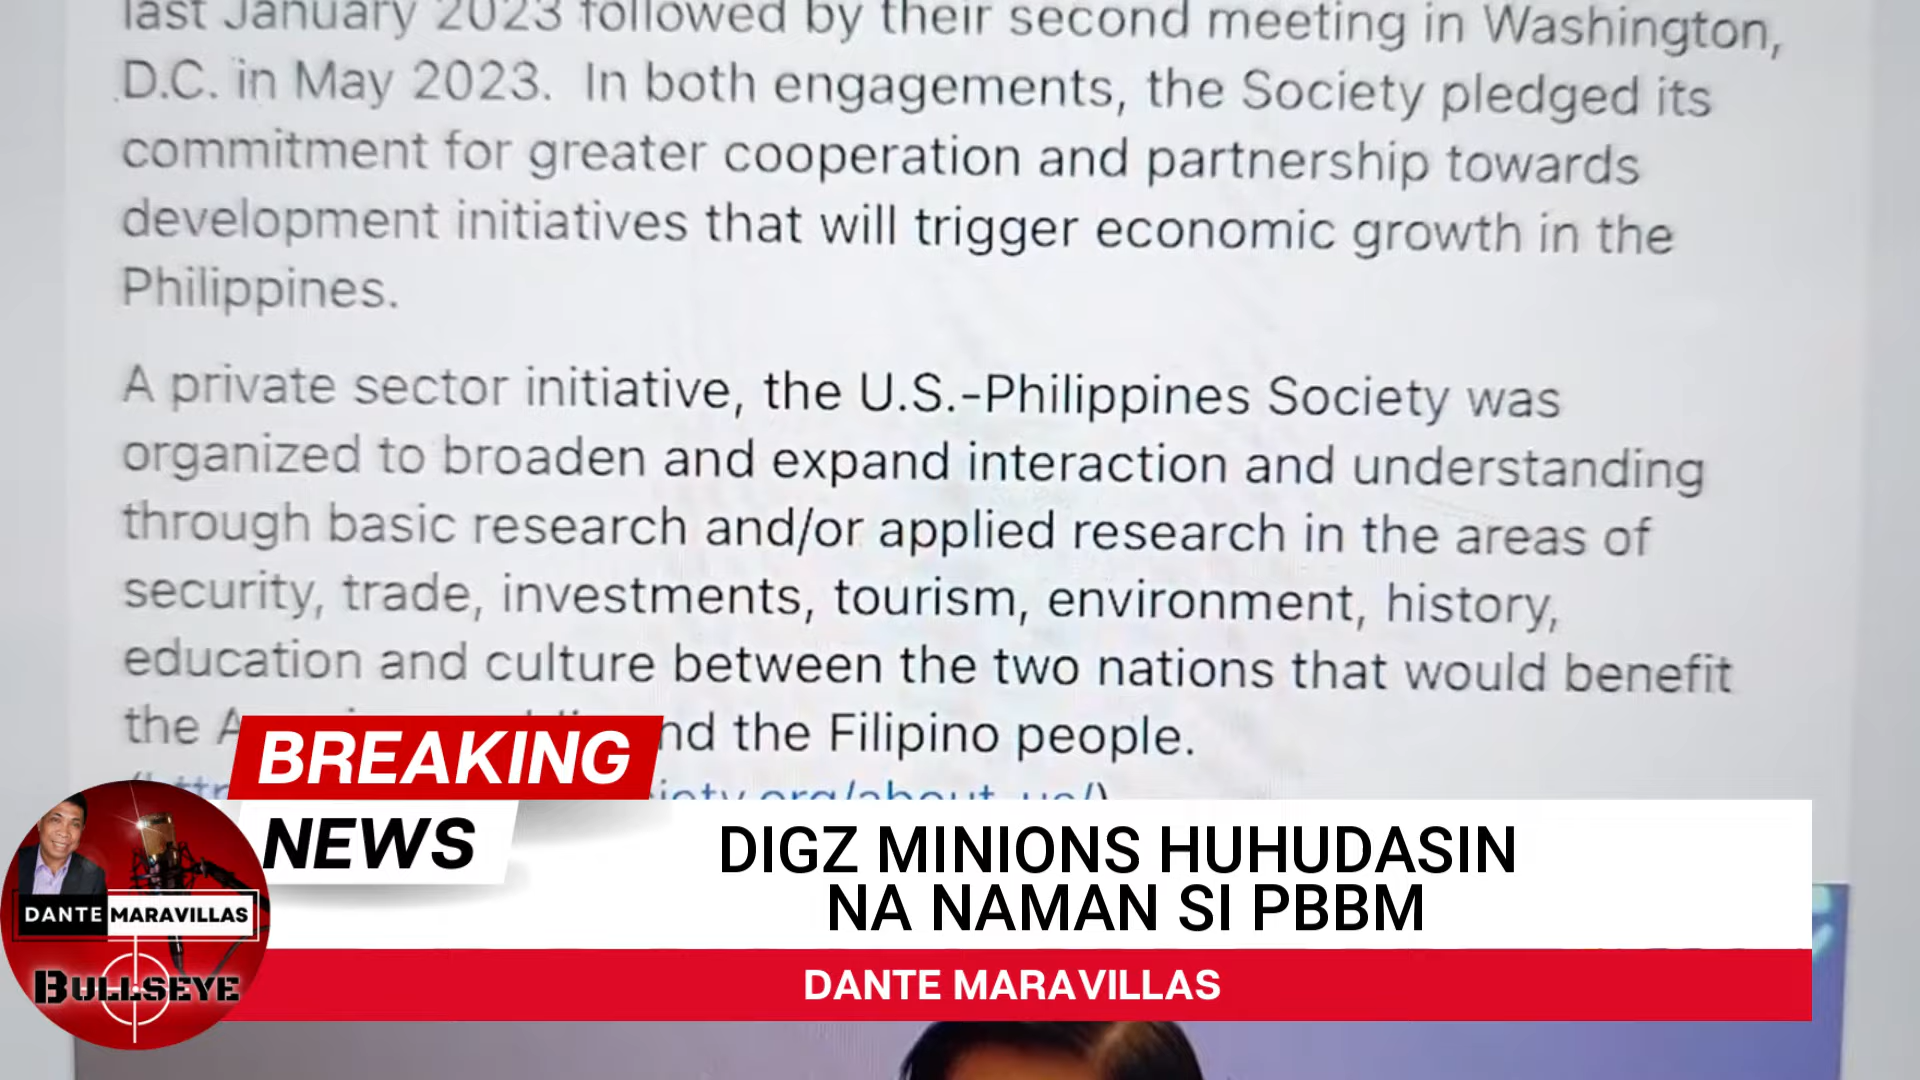 last January 2023 followed by their second meeting in Washington,
D.C. in May 2023. In both engagements, the Society pledged its
commitment for greater cooperation and partnership towards
development initiatives that will trigger economic growth in the
Philippines.
A private sector initiative, the U.S.-Philippines Society was
organized to broaden and expand interaction and understanding
through basic research and/or applied research in the areas of
security, trade, investments, tourism, environment, history,
education and culture between the two nations that would benefit
the and the Filipino people.
BREAKING
NEWS
DIGZ MINIONS HUHUDASIN
NA NAMAN SI PBBM
DANTE MARAVILLAS
DANTE MARAVILLAS
BULLSEYE